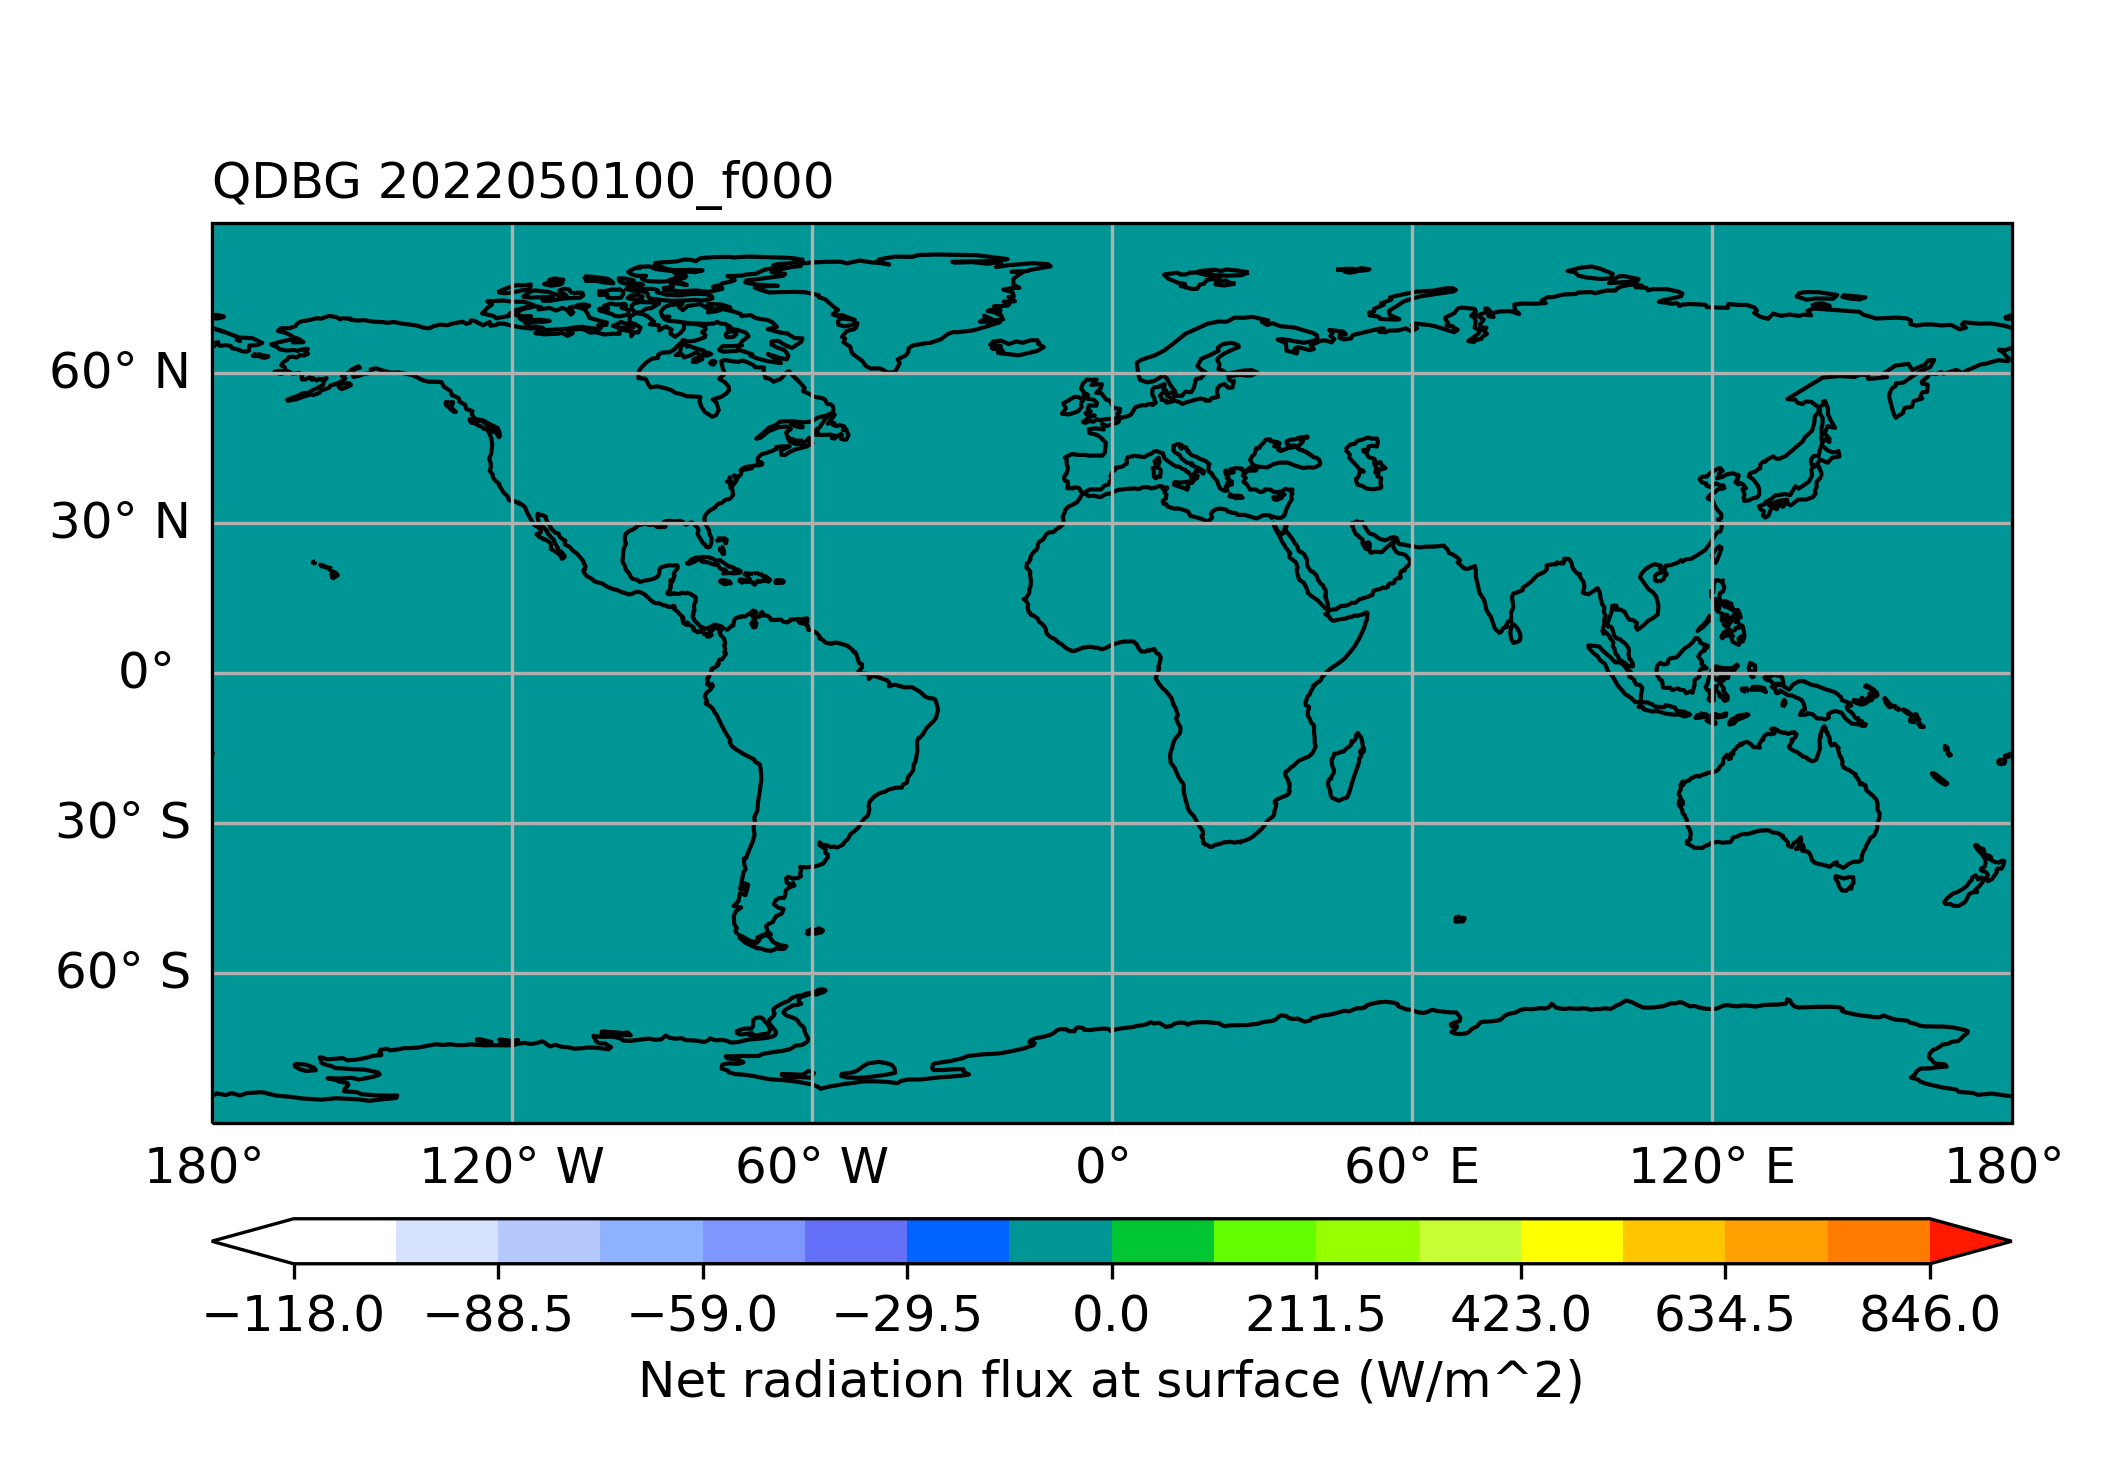 QDBG 2022050100_f000
60° N
30° N
0°
30° S
60° S
180° 120° W 60° W 0° 60° E 120° E 180°
−118.0 −88.5 −59.0 −29.5 0.0 211.5 423.0 634.5 846.0
Net radiation flux at surface (W/m^2)